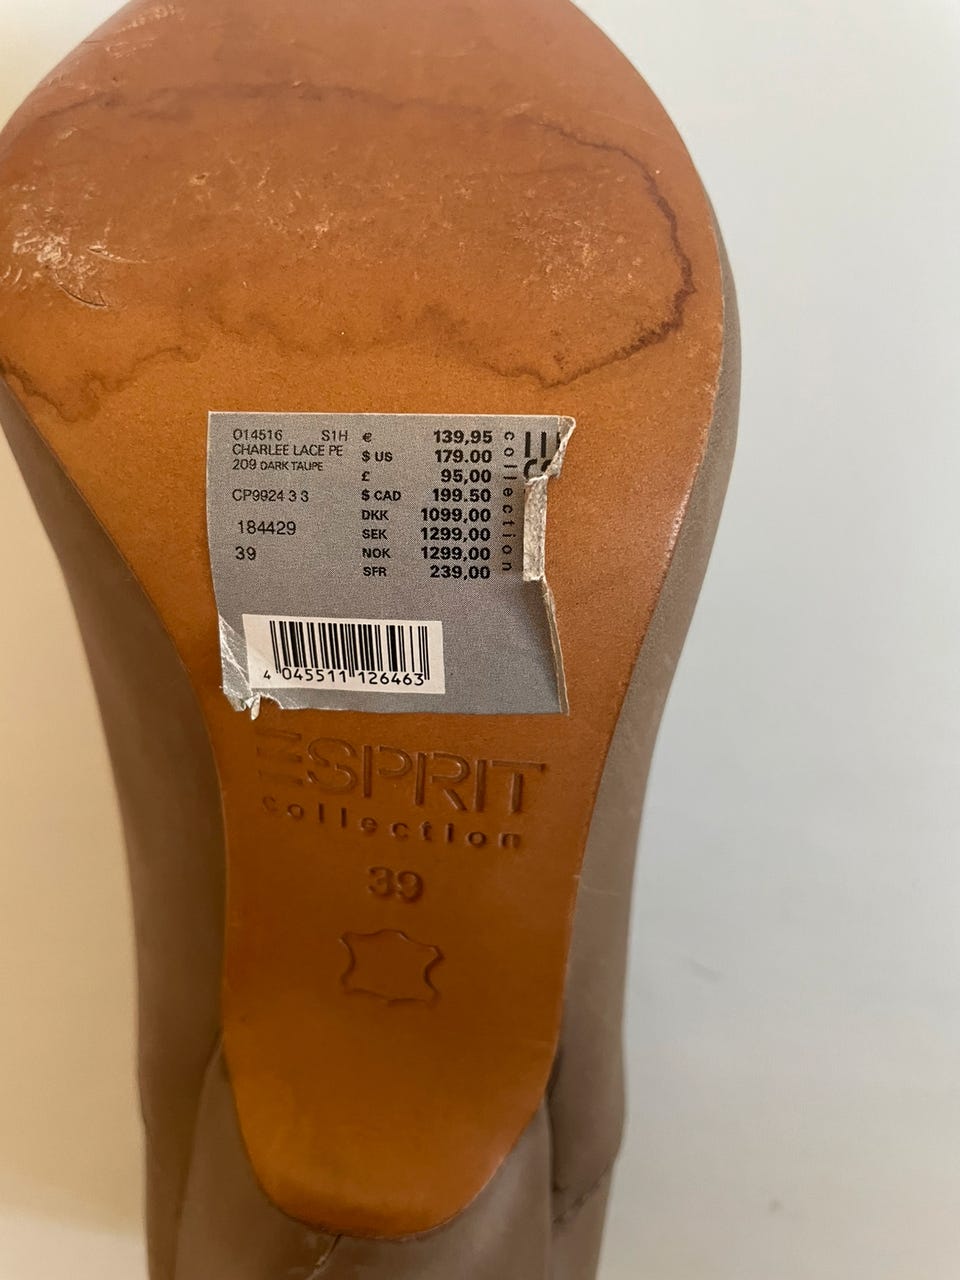 014516 S1H
CHARLEE LACE PE
209 DARK TAUPE
CP9924 3 3
184429
39
€ 139,95
$ US 179.00
£ 95,00
$ CAD 199.50
DKK 1099,00
SEK 1299,00
NOK 1299,00
SFR 239,00
collection
4 045511 126463
ESPRIT
collection
39